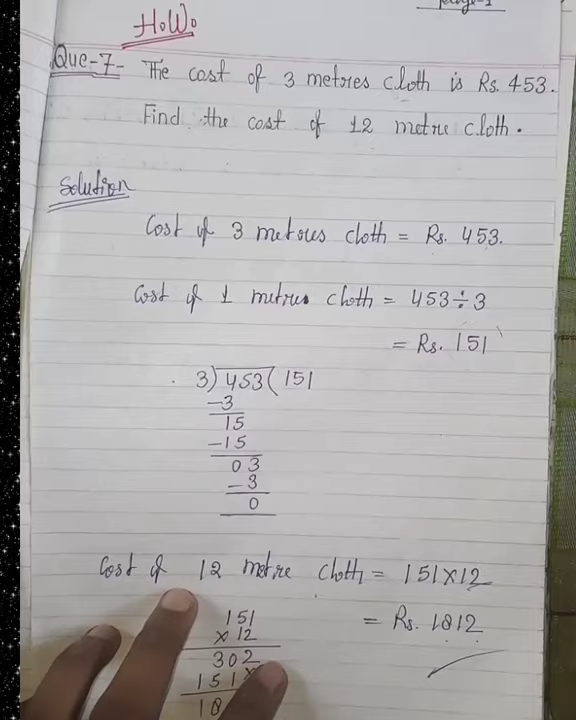 Page-1
H.W.
Que-7- The cost of 3 metres cloth is Rs. 453.
Find the cost of 12 metre cloth.
Solution
Cost of 3 metres cloth = Rs. 453.
Cost of 1 metres cloth = 453÷3
= Rs. 151
3) 453 ( 151
-3
15
-15
03
-3
0
Cost of 12 metre cloth = 151×12
= Rs. 1812
151
×12
302
151×
18